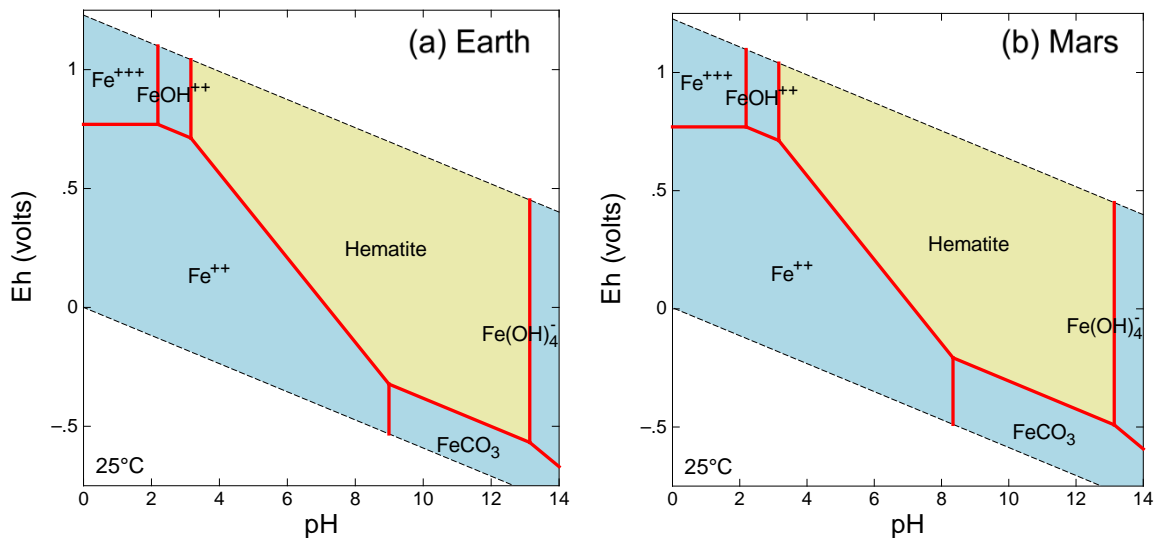 (a) Earth
Fe+++
FeOH++
Hematite
Fe++
Fe(OH)4-
FeCO3
25°C
1
.5
0
–.5
0 2 4 6 8 10 12 14
pH
Eh (volts)
(b) Mars
Fe+++
FeOH++
Hematite
Fe++
Fe(OH)4-
FeCO3
25°C
1
.5
0
–.5
0 2 4 6 8 10 12 14
pH
Eh (volts)